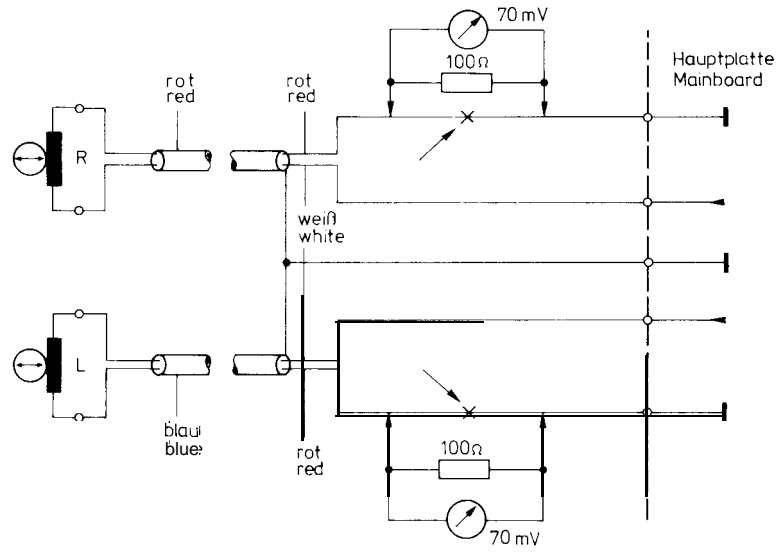 70 mV
100Ω
Hauptplatte
Mainboard
rot
red
rot
red
R
weiß
white
L
blau
blue
rot
red
100Ω
70 mV